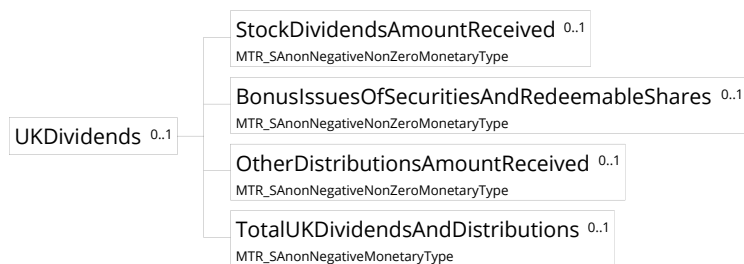 StockDividendsAmountReceived 0..1
MTR_SAnonNegativeNonZeroMonetaryType
BonusIssuesOfSecuritiesAndRedeemableShares 0..1
MTR_SAnonNegativeNonZeroMonetaryType
UKDividends 0..1
OtherDistributionsAmountReceived 0..1
MTR_SAnonNegativeNonZeroMonetaryType
TotalUKDividendsAndDistributions 0..1
MTR_SAnonNegativeMonetaryType